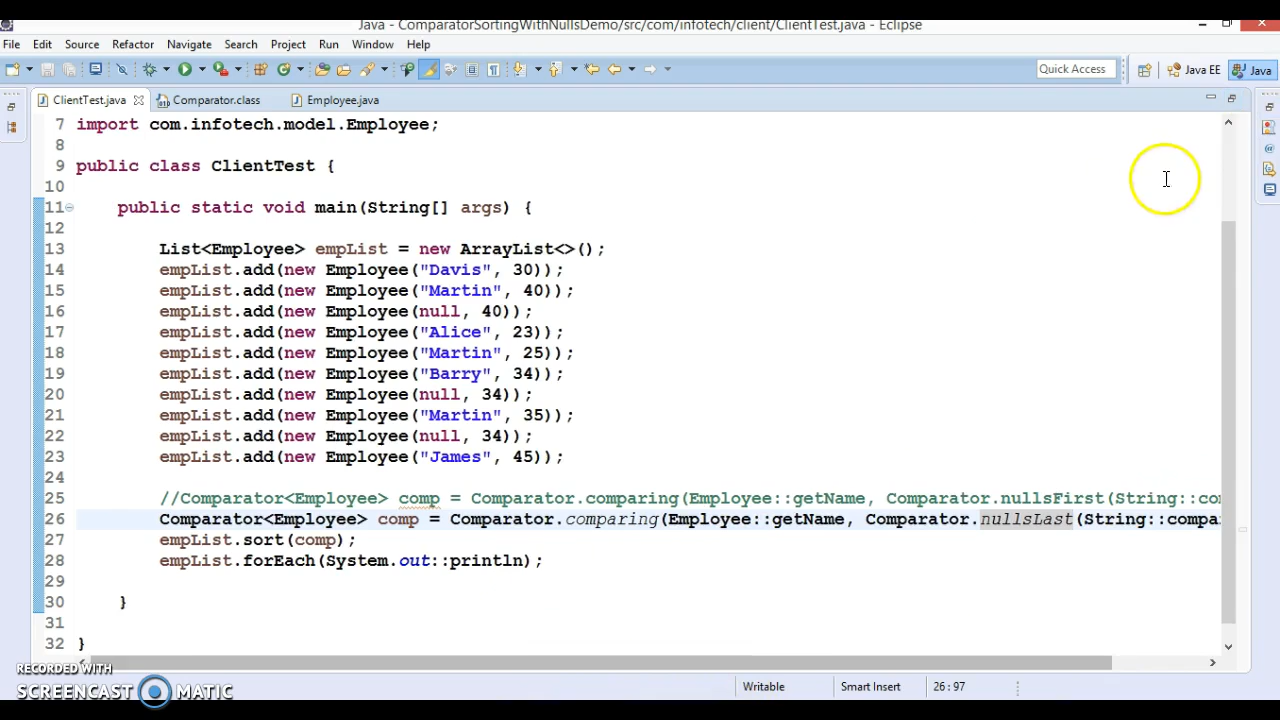 Java - ComparatorSortingWithNullsDemo/src/com/infotech/client/ClientTest.java - Eclipse
File Edit Source Refactor Navigate Search Project Run Window Help
Quick Access Java EE Java
ClientTest.java Comparator.class Employee.java
7 import com.infotech.model.Employee;
8
9 public class ClientTest {
10
11 public static void main(String[] args) {
12
13 List<Employee> empList = new ArrayList<>();
14 empList.add(new Employee("Davis", 30));
15 empList.add(new Employee("Martin", 40));
16 empList.add(new Employee(null, 40));
17 empList.add(new Employee("Alice", 23));
18 empList.add(new Employee("Martin", 25));
19 empList.add(new Employee("Barry", 34));
20 empList.add(new Employee(null, 34));
21 empList.add(new Employee("Martin", 35));
22 empList.add(new Employee(null, 34));
23 empList.add(new Employee("James", 45));
24
25 //Comparator<Employee> comp = Comparator.comparing(Employee::getName, Comparator.nullsFirst(String::co
26 Comparator<Employee> comp = Comparator.comparing(Employee::getName, Comparator.nullsLast(String::compa
27 empList.sort(comp);
28 empList.forEach(System.out::println);
29
30 }
31
32 }
RECORDED WITH
SCREENCAST MATIC
Writable Smart Insert 26:97